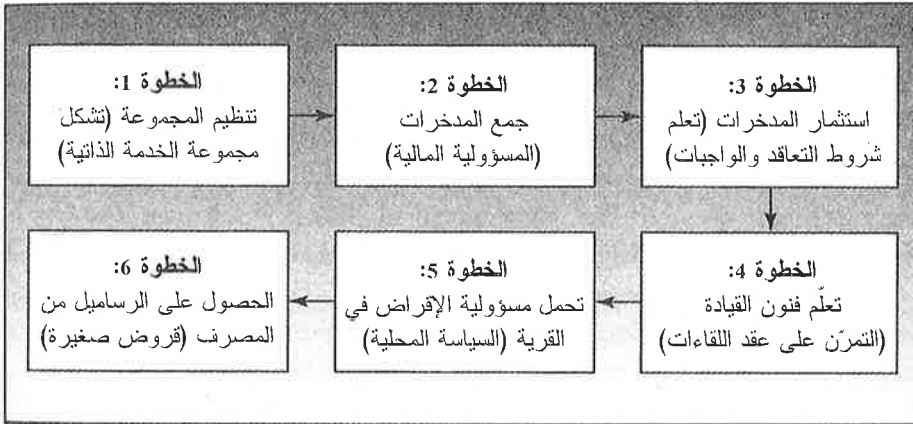 الخطوة 1:
تنظيم المجموعة (تشكل
مجموعة الخدمة الذاتية)
الخطوة 2:
جمع المدخرات
(المسؤولية المالية)
الخطوة 3:
استثمار المدخرات (تعلم
شروط التعاقد والواجبات)
الخطوة 4:
تعلّم فنون القيادة
(التمرّن على عقد اللقاءات)
الخطوة 5:
تحمل مسؤولية الإقراض في
القرية (السياسة المحلية)
الخطوة 6:
الحصول على الرساميل من
المصرف (قروض صغيرة)